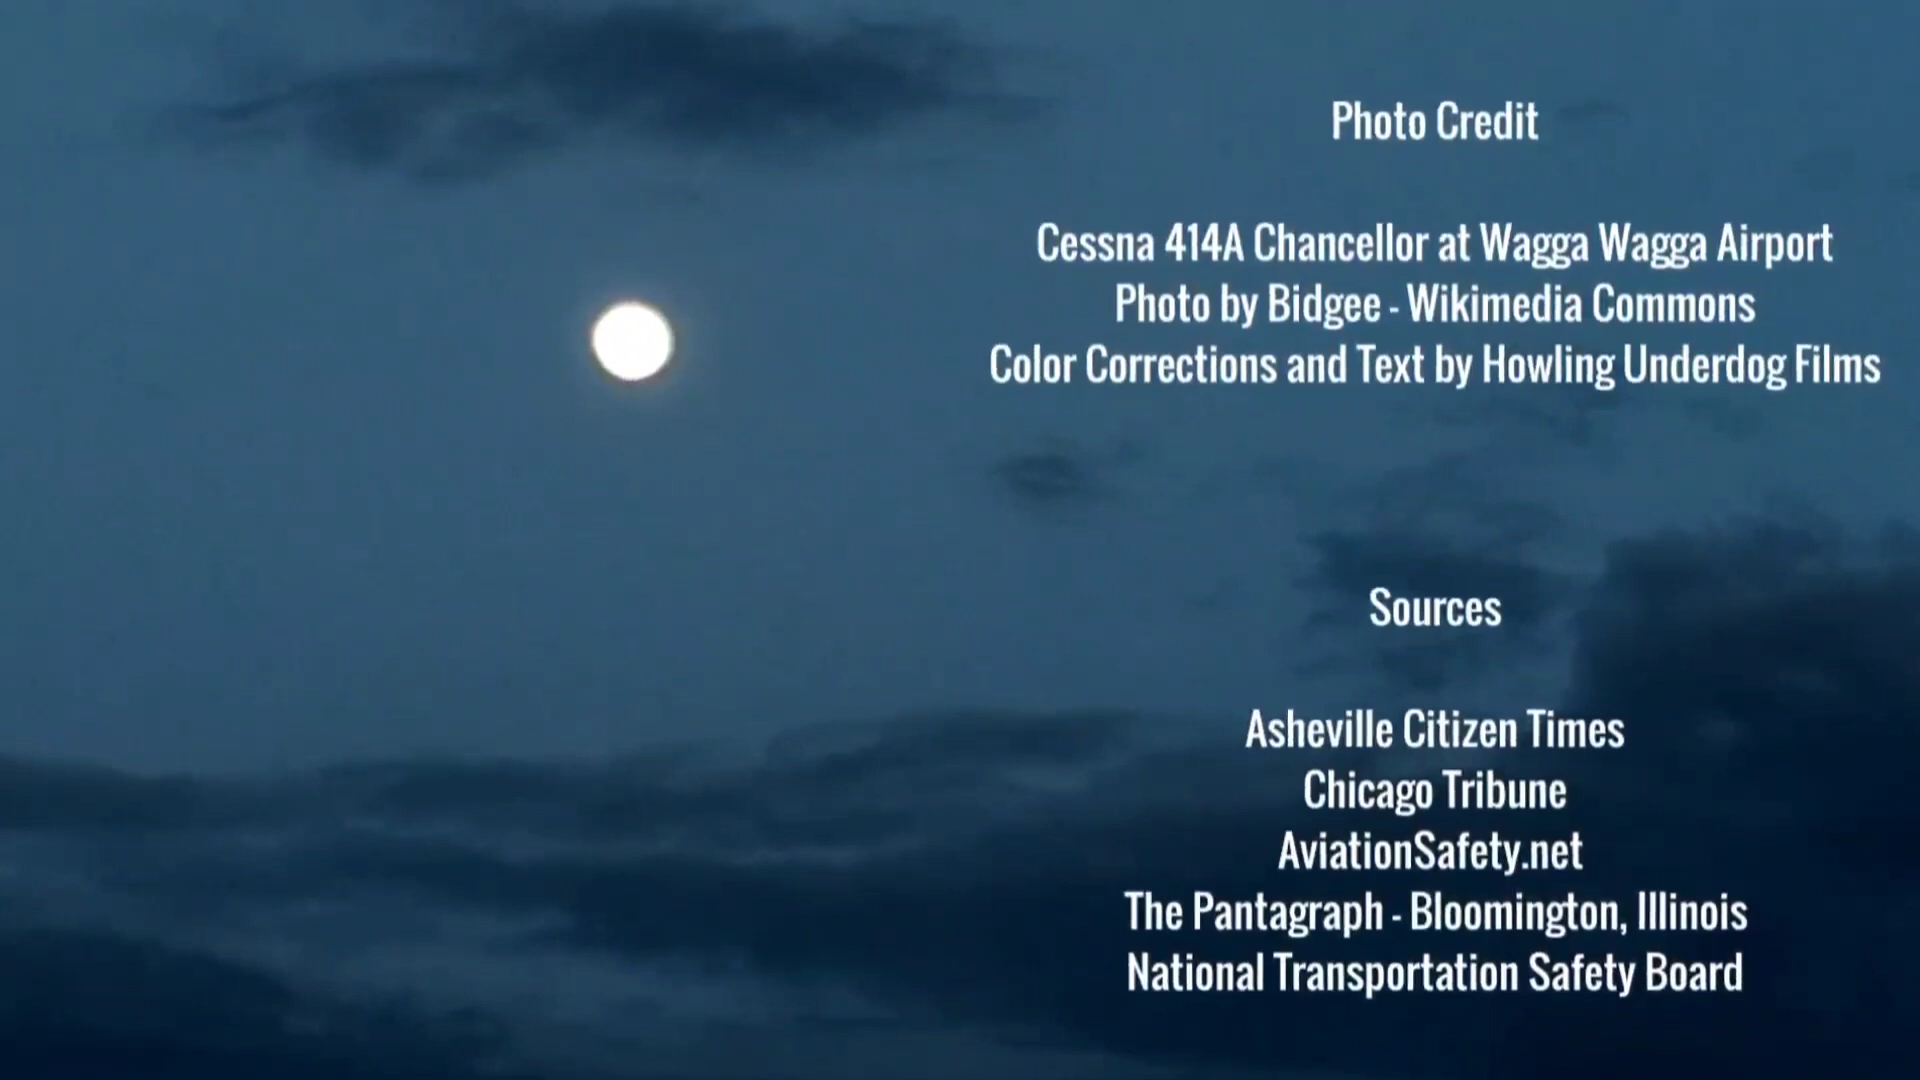 Photo Credit
Cessna 414A Chancellor at Wagga Wagga Airport
Photo by Bidgee - Wikimedia Commons
Color Corrections and Text by Howling Underdog Films
Sources
Asheville Citizen Times
Chicago Tribune
AviationSafety.net
The Pantagraph - Bloomington, Illinois
National Transportation Safety Board